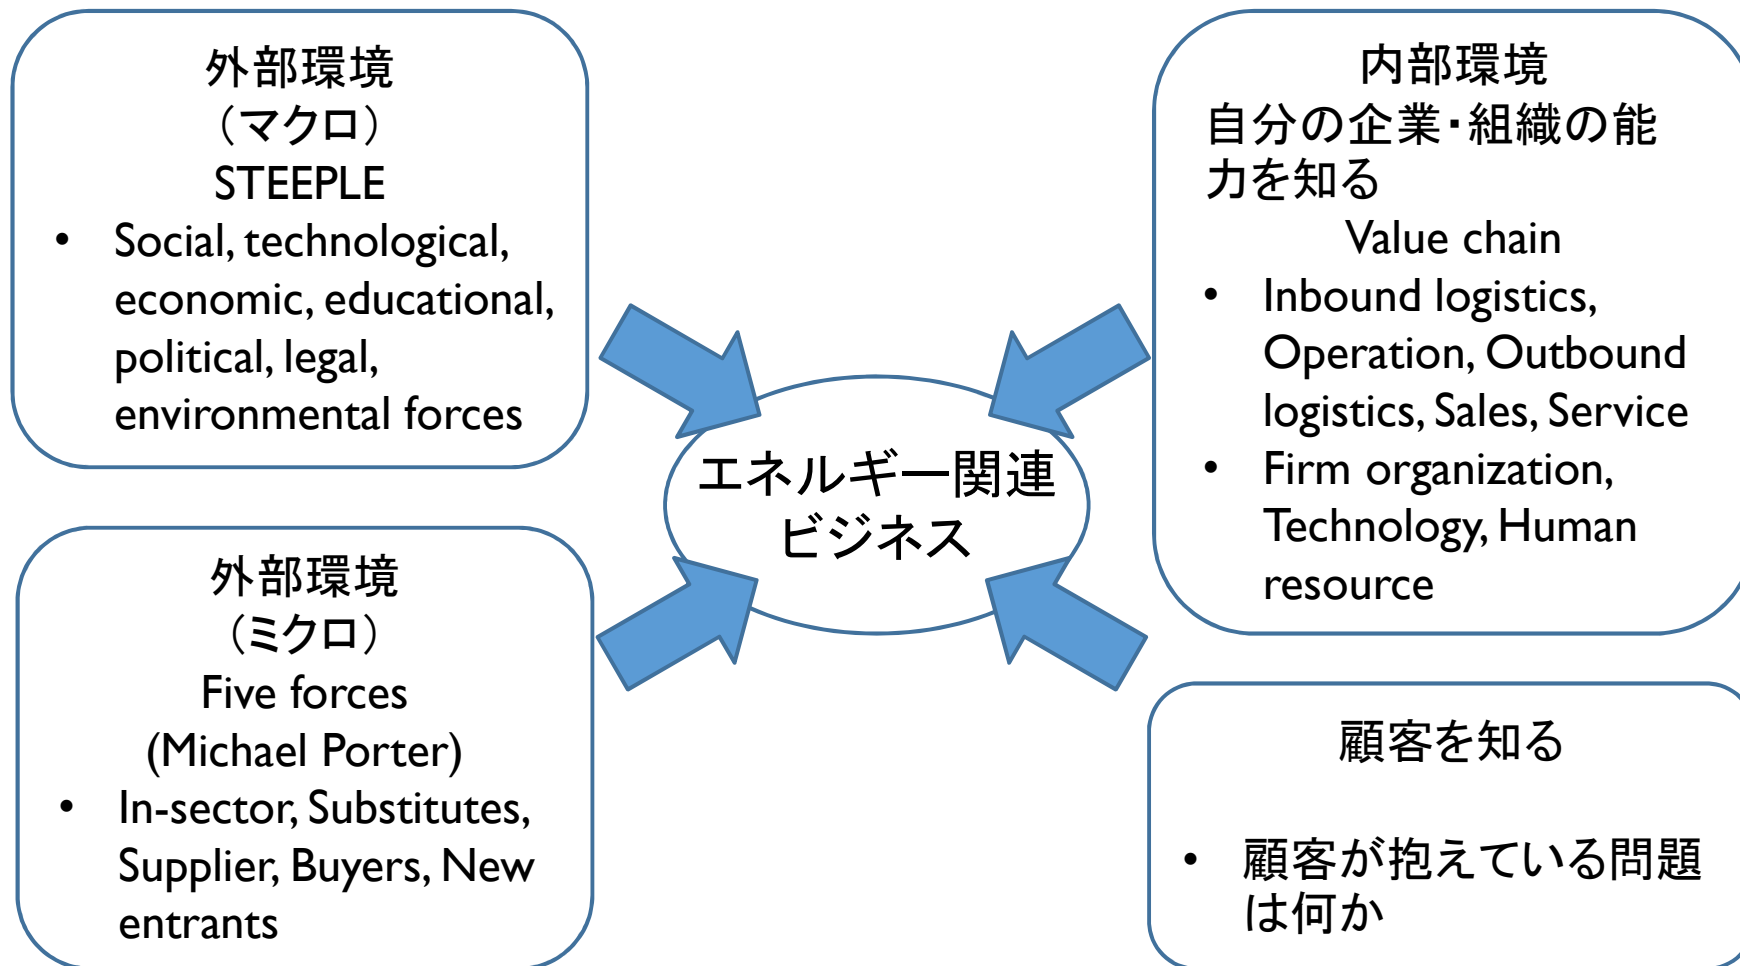 外部環境
（マクロ）
STEEPLE
• Social, technological,
economic, educational,
political, legal,
environmental forces
外部環境
（ミクロ）
Five forces
(Michael Porter)
• In-sector, Substitutes,
Supplier, Buyers, New
entrants
エネルギー関連
ビジネス
内部環境
自分の企業・組織の能
力を知る
Value chain
• Inbound logistics,
Operation, Outbound
logistics, Sales, Service
• Firm organization,
Technology, Human
resource
顧客を知る
• 顧客が抱えている問題
は何か